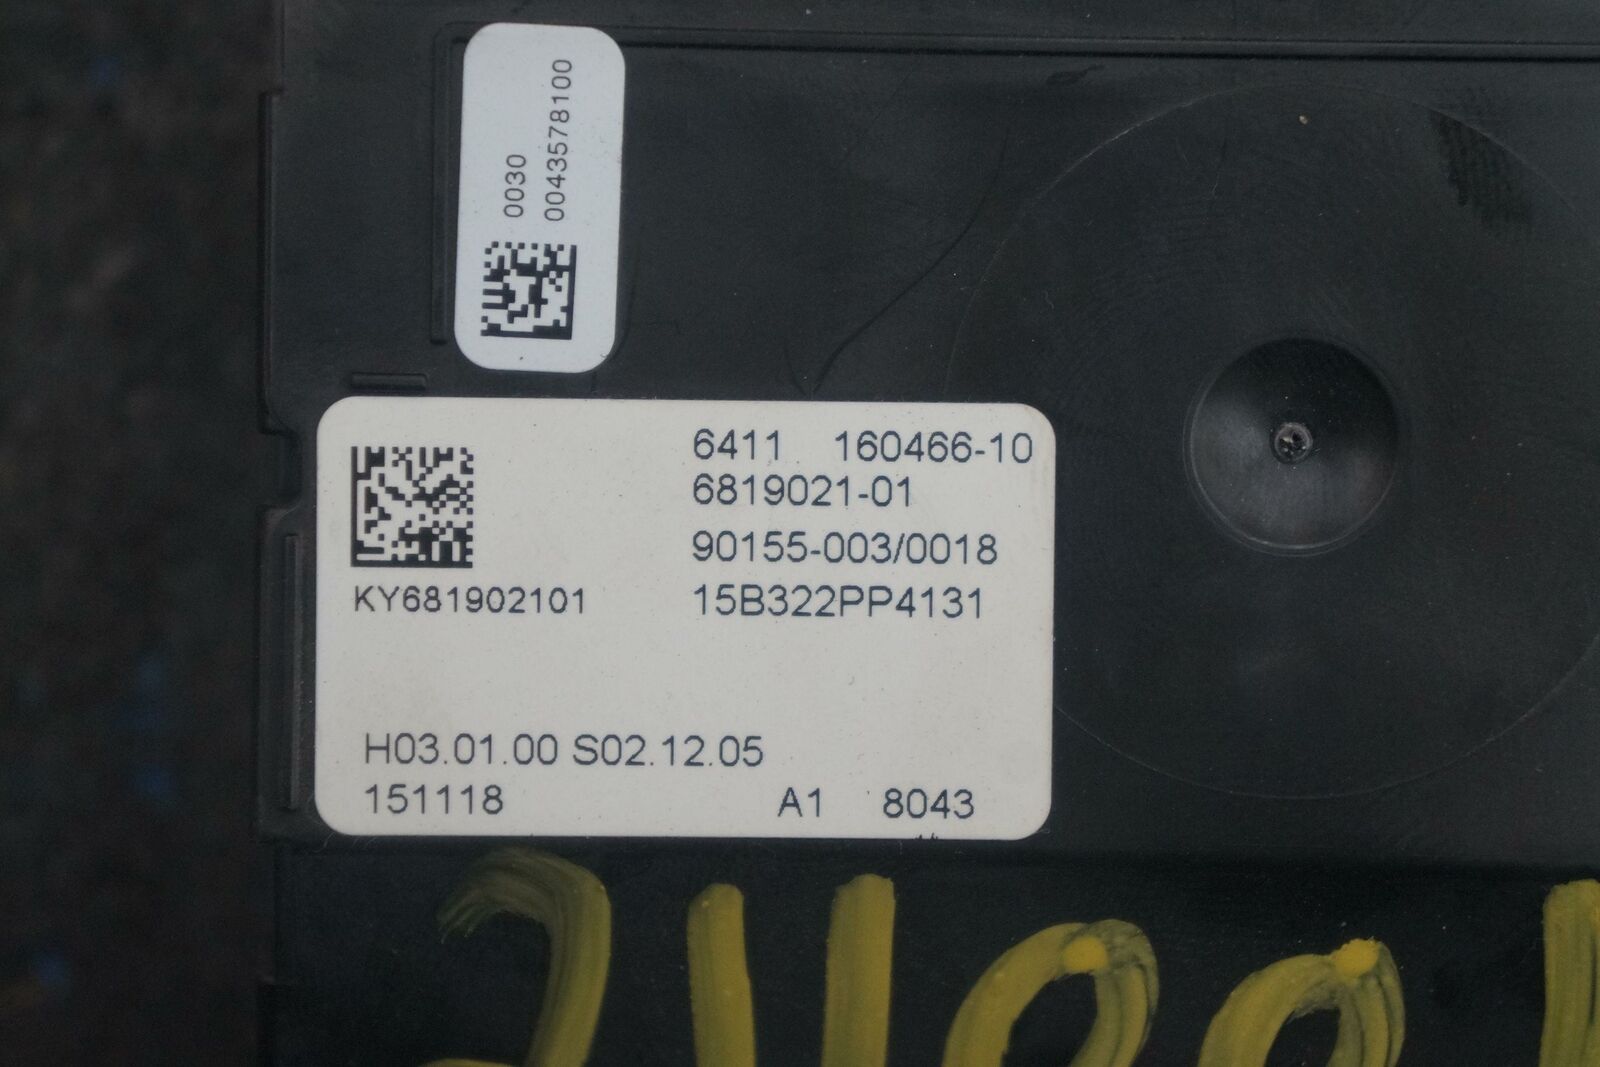 0030
0043578100
6411 160466-10
6819021-01
90155-003/0018
KY681902101 15B322PP4131
H03.01.00 S02.12.05
151118 A1 8043